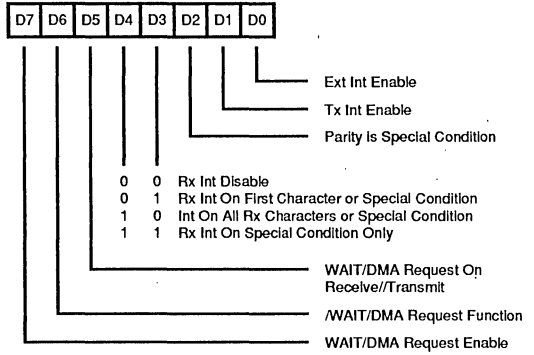 D7 D6 D5 D4 D3 D2 D1 D0
Ext Int Enable
Tx Int Enable
Parity is Special Condition
0 0 Rx Int Disable
0 1 Rx Int On First Character or Special Condition
1 0 Int On All Rx Characters or Special Condition
1 1 Rx Int On Special Condition Only
WAIT/DMA Request On
Receive//Transmit
/WAIT/DMA Request Function
WAIT/DMA Request Enable